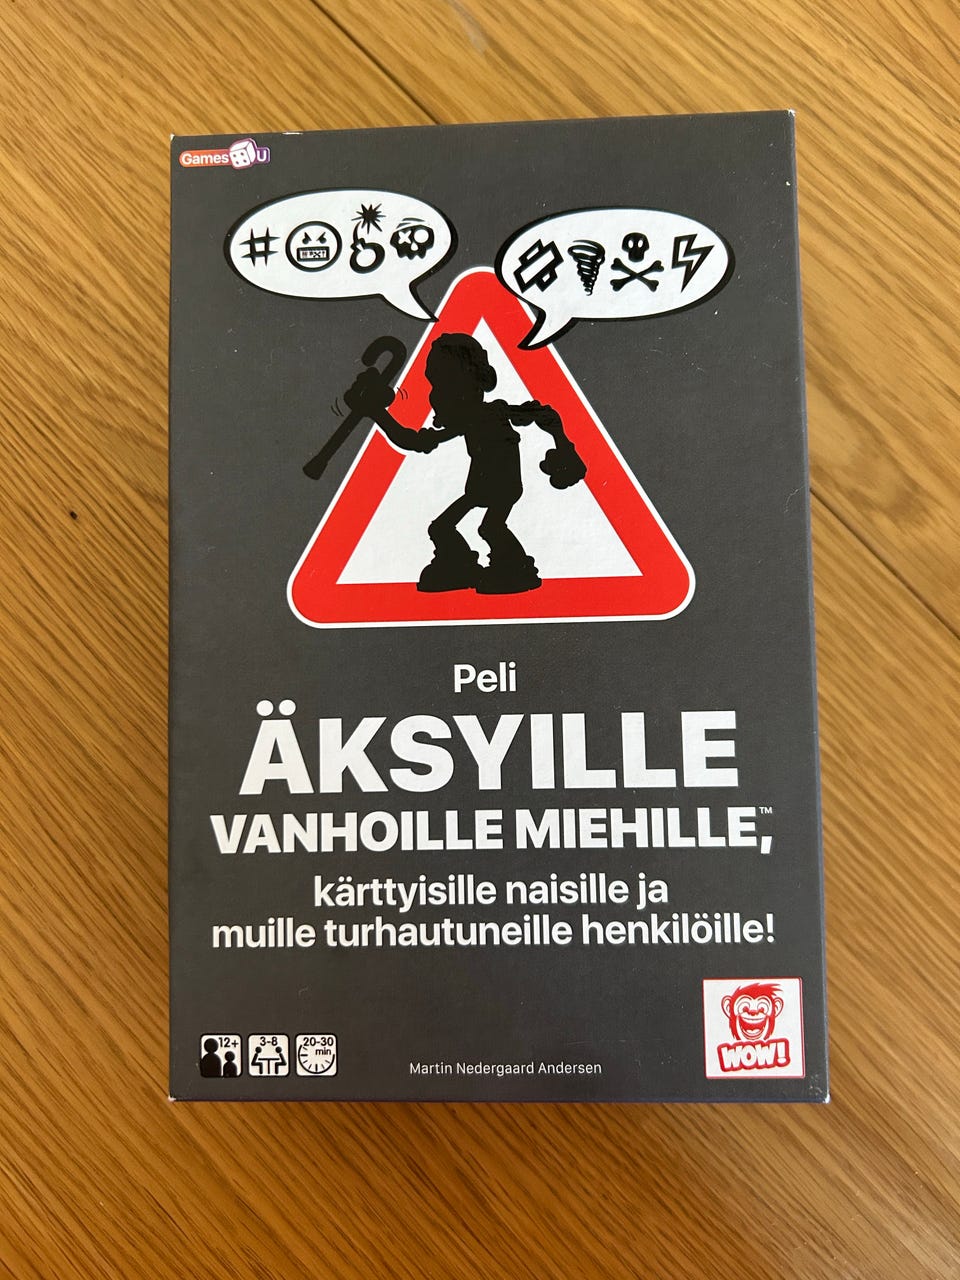 Games U
Peli
ÄKSYILLE
VANHOILLE MIEHILLE,™
kärttyisille naisille ja
muille turhautuneille henkilöille!
12+
3-8
20-30
min
Martin Nedergaard Andersen
WOW!